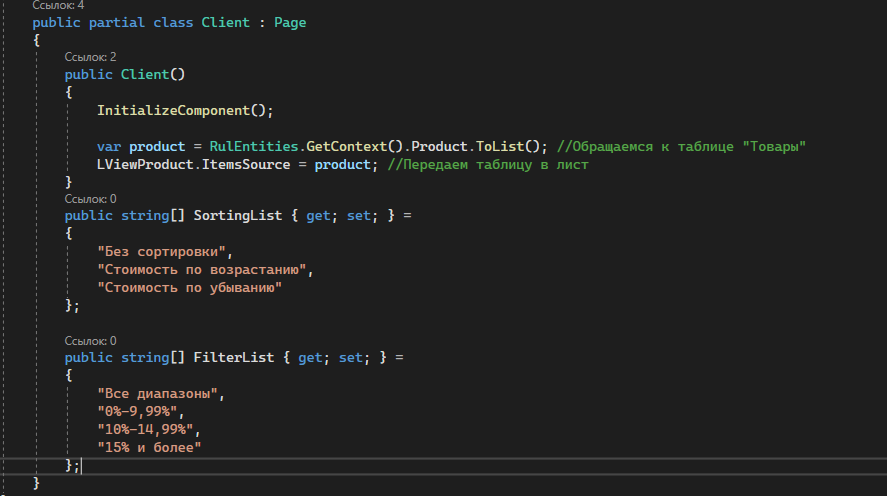 Ссылок: 4
public partial class Client : Page
{
Ссылок: 2
public Client()
{
InitializeComponent();
var product = RulEntities.GetContext().Product.ToList(); //Обращаемся к таблице "Товары"
LViewProduct.ItemsSource = product; //Передаем таблицу в лист
}
Ссылок: 0
public string[] SortingList { get; set; } =
{
"Без сортировки",
"Стоимость по возрастанию",
"Стоимость по убыванию"
};
Ссылок: 0
public string[] FilterList { get; set; } =
{
"Все диапазоны",
"0%-9,99%",
"10%-14,99%",
"15% и более"
};
}